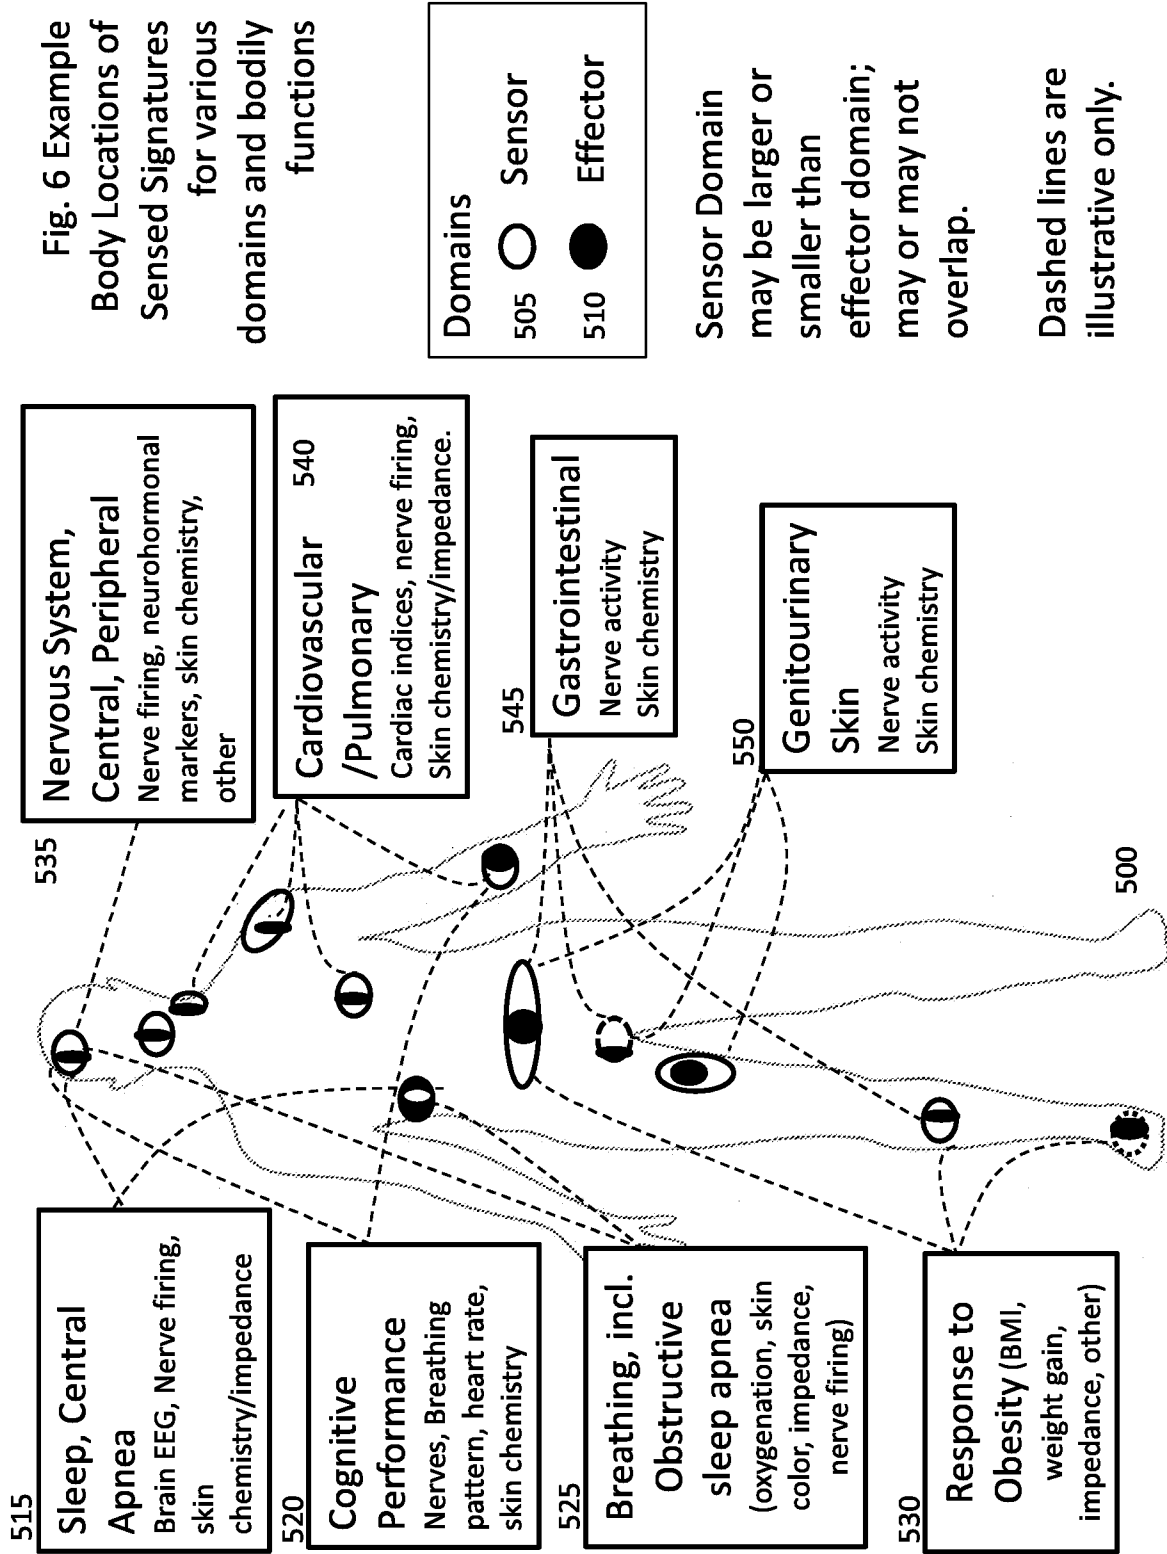 Fig. 6 Example
Body Locations of
Sensed Signatures
for various
domains and bodily
functions
515
Sleep, Central
Apnea
Brain EEG, Nerve firing,
skin
chemistry/impedance
520
Cognitive
Performance
Nerves, Breathing
pattern, heart rate,
skin chemistry
525
Breathing, incl.
Obstructive
sleep apnea
(oxygenation, skin
color, impedance,
nerve firing)
530
Response to
Obesity (BMI,
weight gain,
impedance, other)
535
Nervous System,
Central, Peripheral
Nerve firing, neurohormonal
markers, skin chemistry,
other
Cardiovascular 540
/Pulmonary
Cardiac indices, nerve firing,
Skin chemistry/impedance.
545
Gastrointestinal
Nerve activity
Skin chemistry
550
Genitourinary
Skin
Nerve activity
Skin chemistry
500
Domains
505 Sensor
510 Effector
Sensor Domain
may be larger or
smaller than
effector domain;
may or may not
overlap.
Dashed lines are
illustrative only.